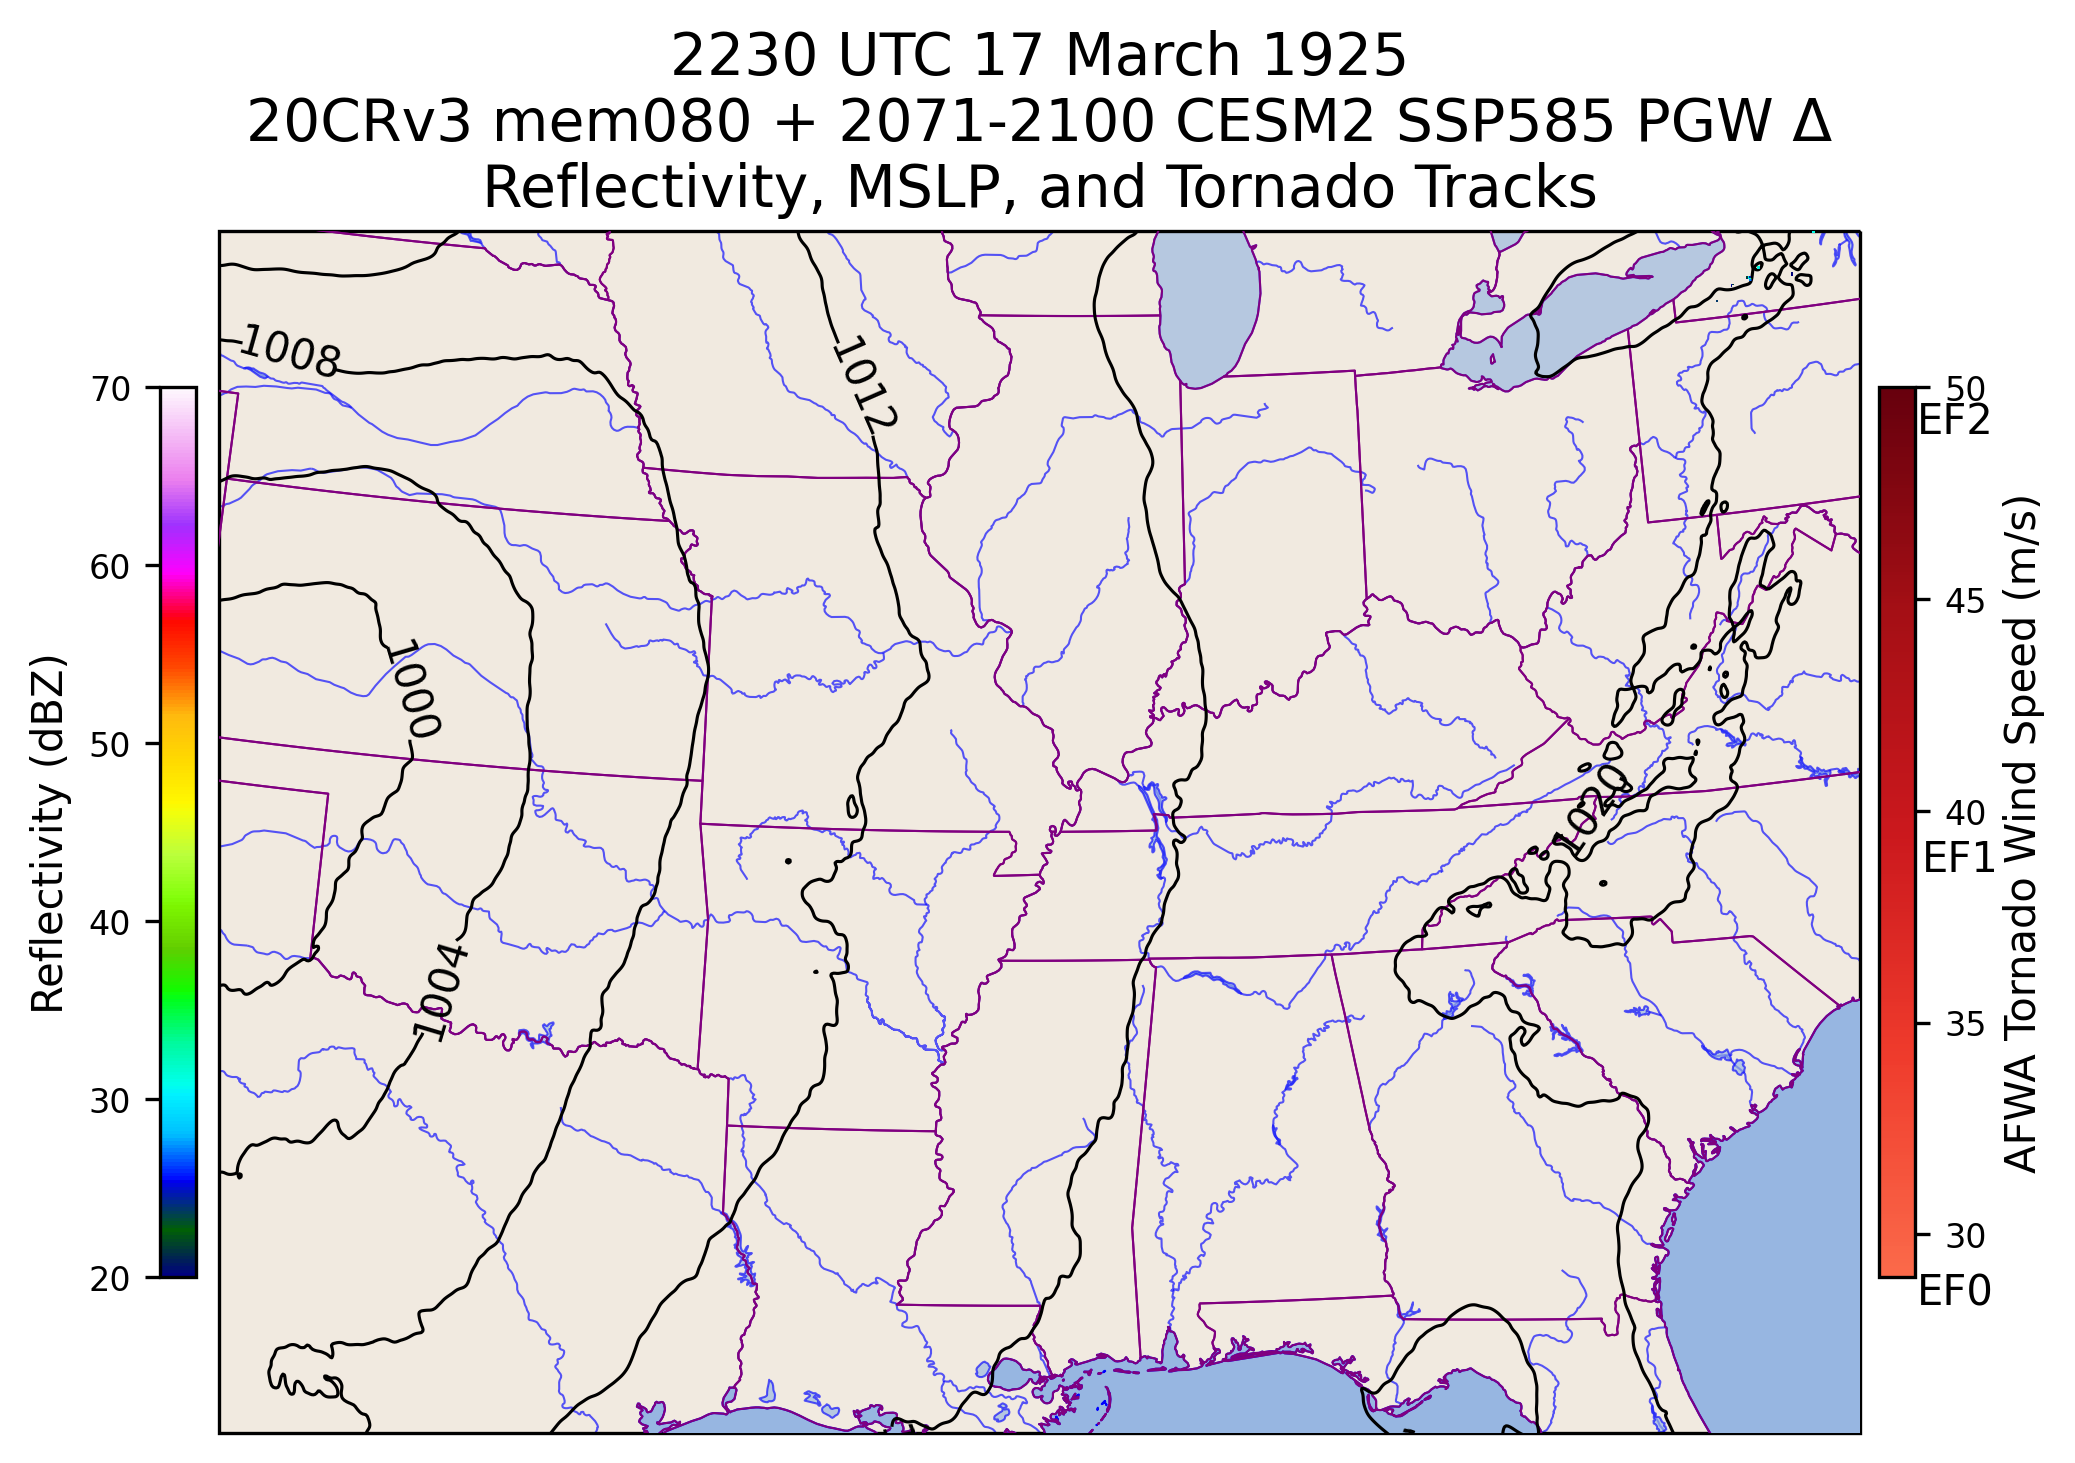 2230 UTC 17 March 1925
20CRv3 mem080 + 2071-2100 CESM2 SSP585 PGW Δ
Reflectivity, MSLP, and Tornado Tracks
1008
1012
1000
1004
1020
70
60
50
40
30
20
Reflectivity (dBZ)
50
EF2
45
40
EF1
35
30
EF0
AFWA Tornado Wind Speed (m/s)